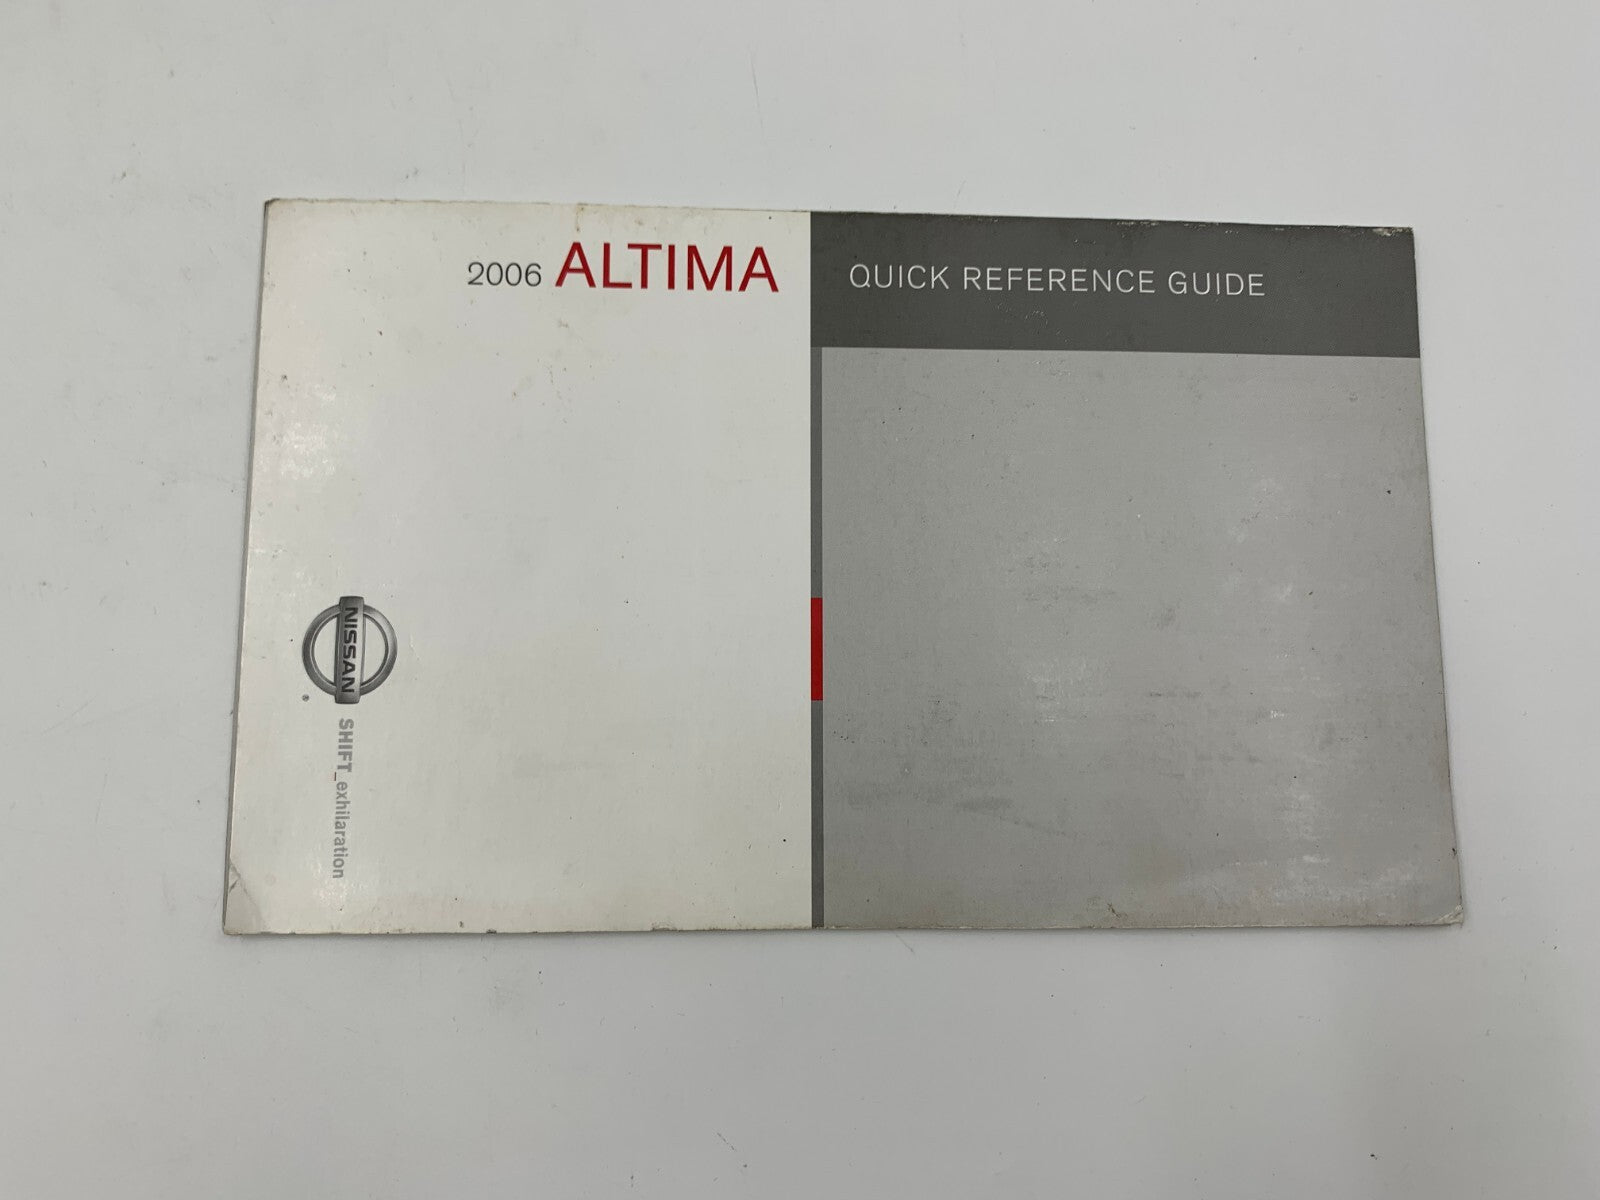 2006 ALTIMA
QUICK REFERENCE GUIDE
NISSAN
®
SHIFT_exhilaration